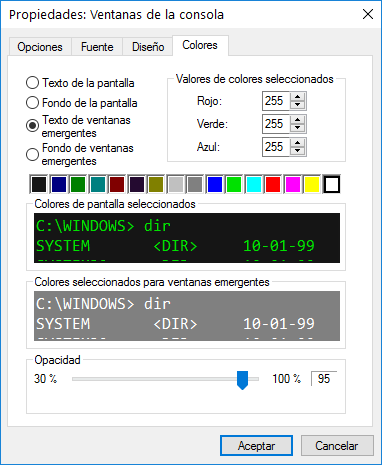 Propiedades: Ventanas de la consola
Opciones Fuente Diseño Colores
Texto de la pantalla
Fondo de la pantalla
Texto de ventanas
emergentes
Fondo de ventanas
emergentes
Valores de colores seleccionados
Rojo: 255
Verde: 255
Azul: 255
Colores de pantalla seleccionados
C:\WINDOWS> dir
SYSTEM <DIR> 10-01-99
Colores seleccionados para ventanas emergentes
C:\WINDOWS> dir
SYSTEM <DIR> 10-01-99
Opacidad
30 % 100 % 95
Aceptar Cancelar